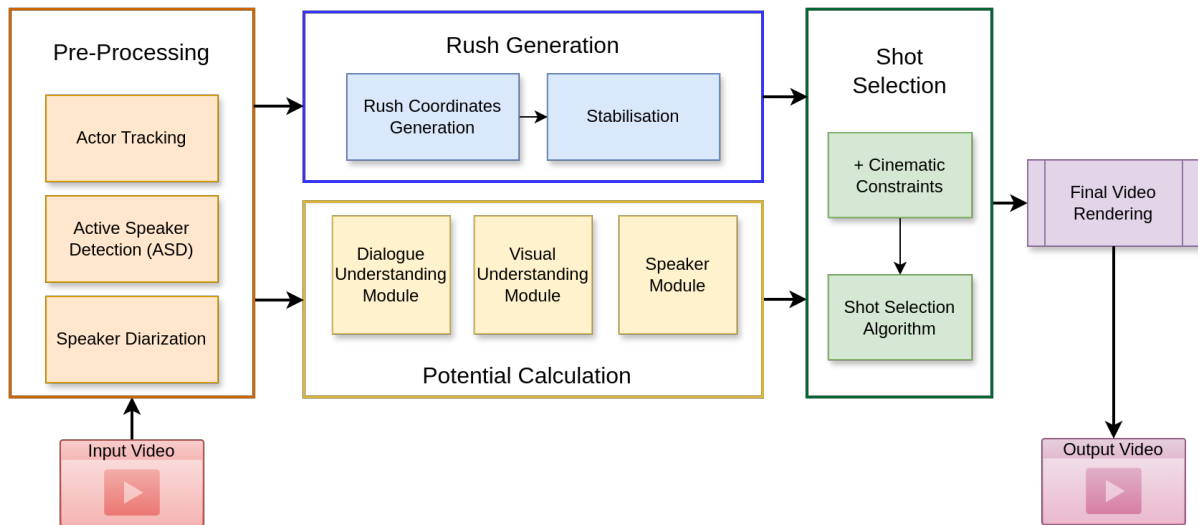 Pre-Processing
Actor Tracking
Active Speaker
Detection (ASD)
Speaker Diarization
Input Video
Rush Generation
Rush Coordinates
Generation
Stabilisation
Dialogue
Understanding
Module
Visual
Understanding
Module
Speaker
Module
Potential Calculation
Shot
Selection
+ Cinematic
Constraints
Shot Selection
Algorithm
Final Video
Rendering
Output Video